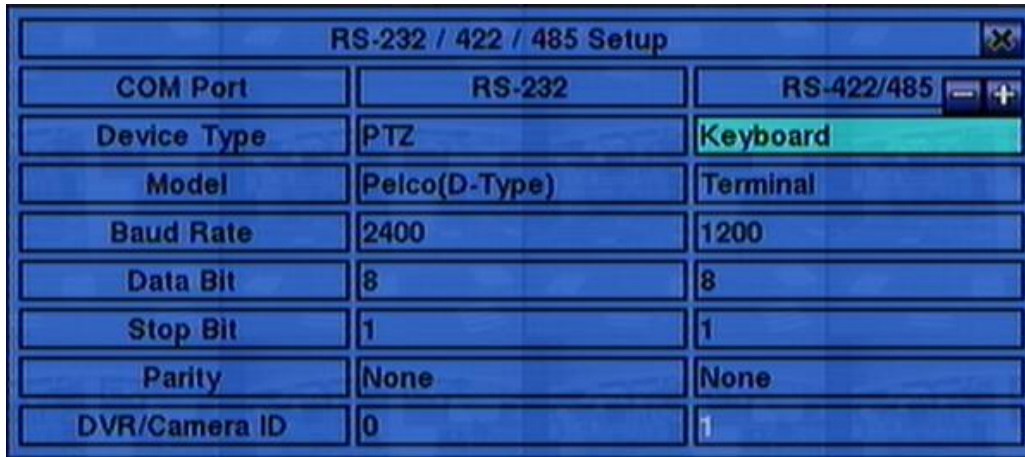 RS-232 / 422 / 485 Setup
COM Port RS-232 RS-422/485
Device Type PTZ Keyboard
Model Pelco(D-Type) Terminal
Baud Rate 2400 1200
Data Bit 8 8
Stop Bit 1 1
Parity None None
DVR/Camera ID 0 1